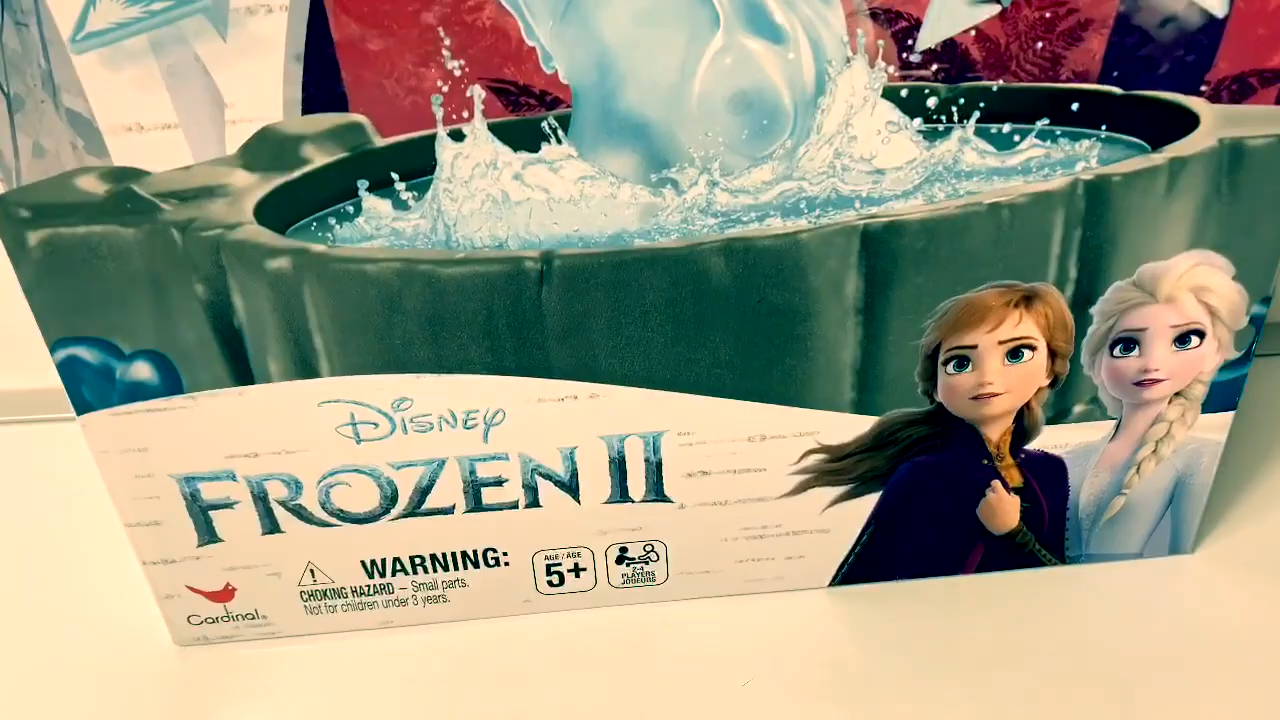 Disney
FROZEN II
WARNING:
CHOKING HAZARD – Small parts.
Not for children under 3 years.
AGE / ÂGE
5+
2-4
PLAYERS
JOUEURS
Cardinal®